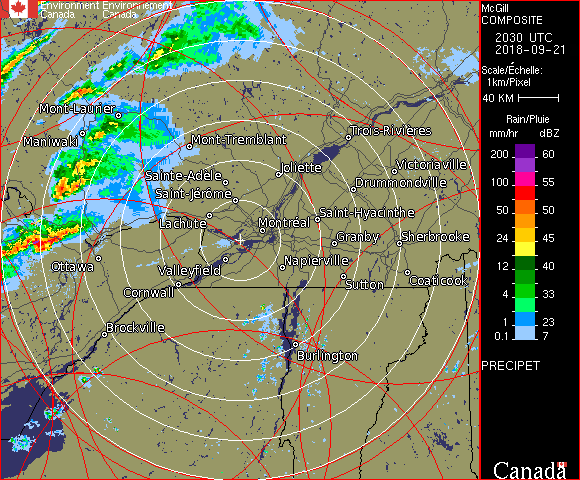 Environment Environnement
Canada Canada
McGill
COMPOSITE
2030 UTC
2018-09-21
Scale/Échelle:
1km/Pixel
40 KM
Rain/Pluie
mm/hr dBZ
200 60
100 55
50 50
24 45
12 40
4 33
1 23
0.1 7
PRECIPET
Canada
Mont-Laurier
Maniwaki
Mont-Tremblant
Trois-Rivières
Sainte-Adèle
Joliette
Victoriaville
Saint-Jérôme
Drummondville
Lachute
Montréal
Saint-Hyacinthe
Granby
Sherbrooke
Ottawa
Valleyfield
Napierville
Cornwall
Sutton
Coaticook
Brockville
Burlington